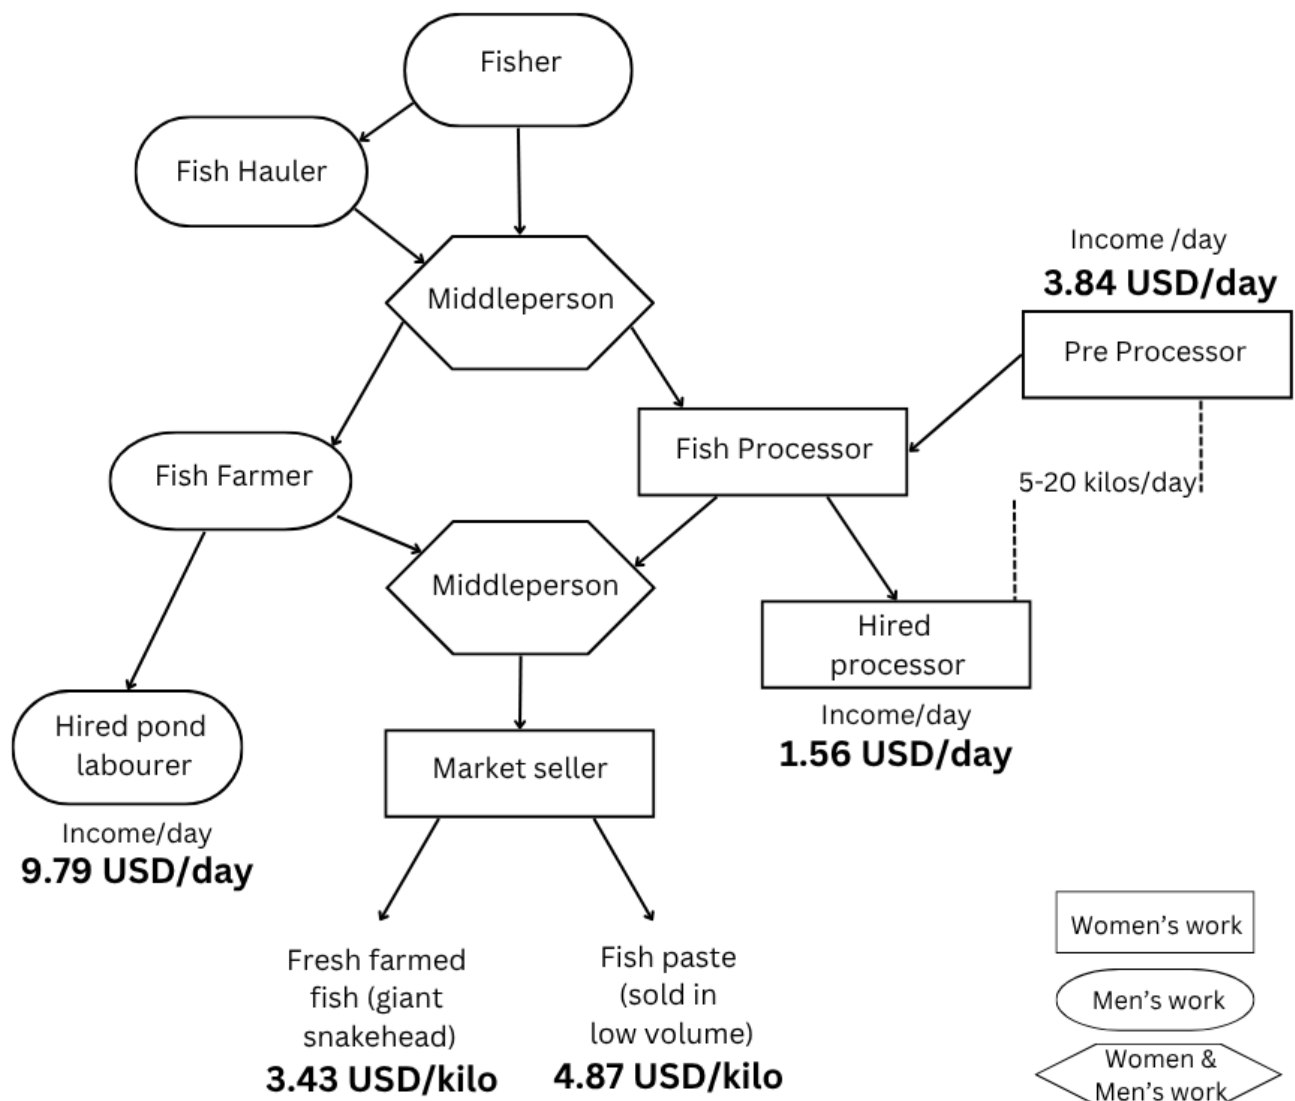 Fisher
Fish Hauler
Income /day
3.84 USD/day
Middleperson
Pre Processor
Fish Processor
Fish Farmer
5-20 kilos/day
Middleperson
Hired
processor
Income/day
1.56 USD/day
Hired pond
labourer
Market seller
Income/day
9.79 USD/day
Fresh farmed
fish (giant
snakehead)
3.43 USD/kilo
Fish paste
(sold in
low volume)
4.87 USD/kilo
Women’s work
Men’s work
Women &
Men’s work